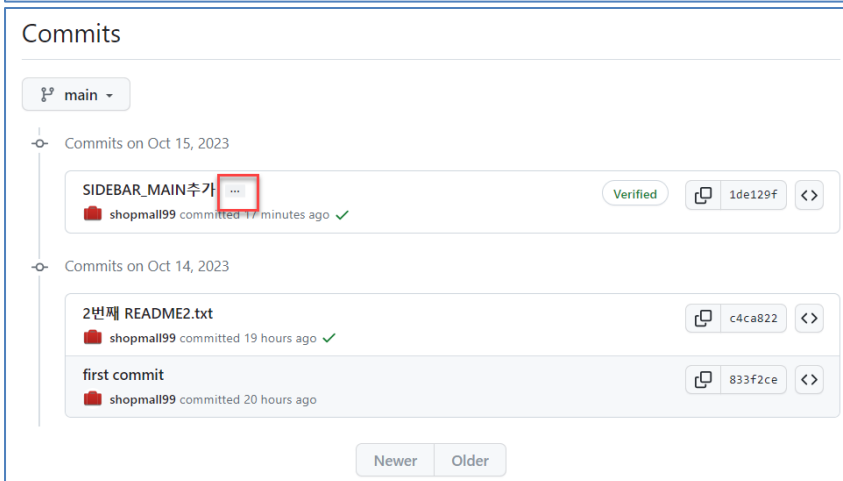 Commits
main
Commits on Oct 15, 2023
SIDEBAR_MAIN추가 ...
Verified
1de129f
shopmall99 committed 17 minutes ago
Commits on Oct 14, 2023
2번째 README2.txt
c4ca822
shopmall99 committed 19 hours ago
first commit
833f2ce
shopmall99 committed 20 hours ago
Newer Older